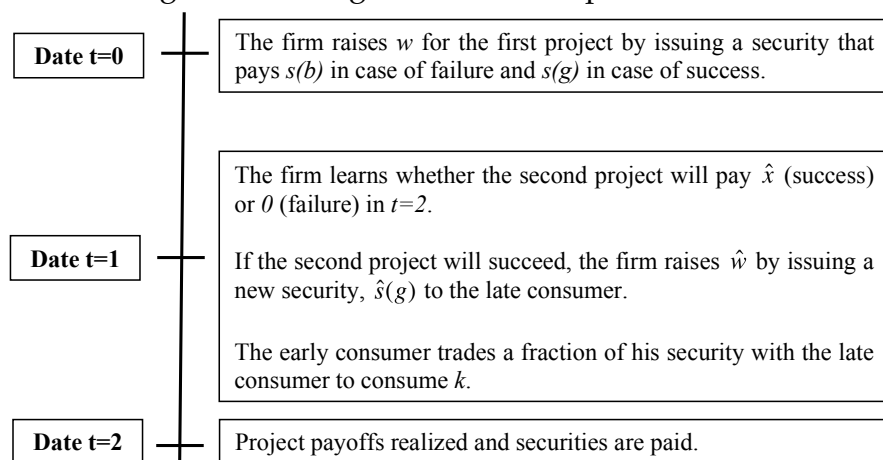 Date t=0
The firm raises w for the first project by issuing a security that
pays s(b) in case of failure and s(g) in case of success.
Date t=1
The firm learns whether the second project will pay x̂ (success)
or 0 (failure) in t=2.
If the second project will succeed, the firm raises ŵ by issuing a
new security, ŝ(g) to the late consumer.
The early consumer trades a fraction of his security with the late
consumer to consume k.
Date t=2
Project payoffs realized and securities are paid.